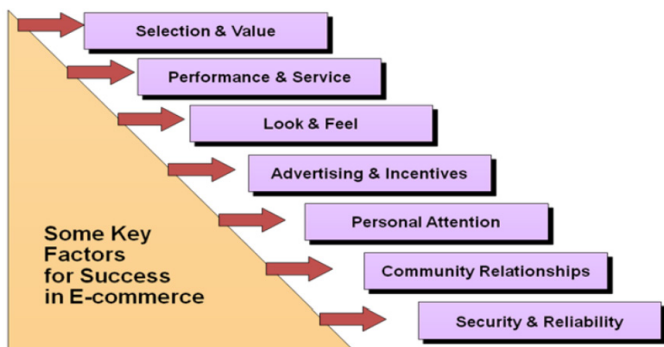 Selection & Value
Performance & Service
Look & Feel
Advertising & Incentives
Personal Attention
Community Relationships
Security & Reliability
Some Key
Factors
for Success
in E-commerce